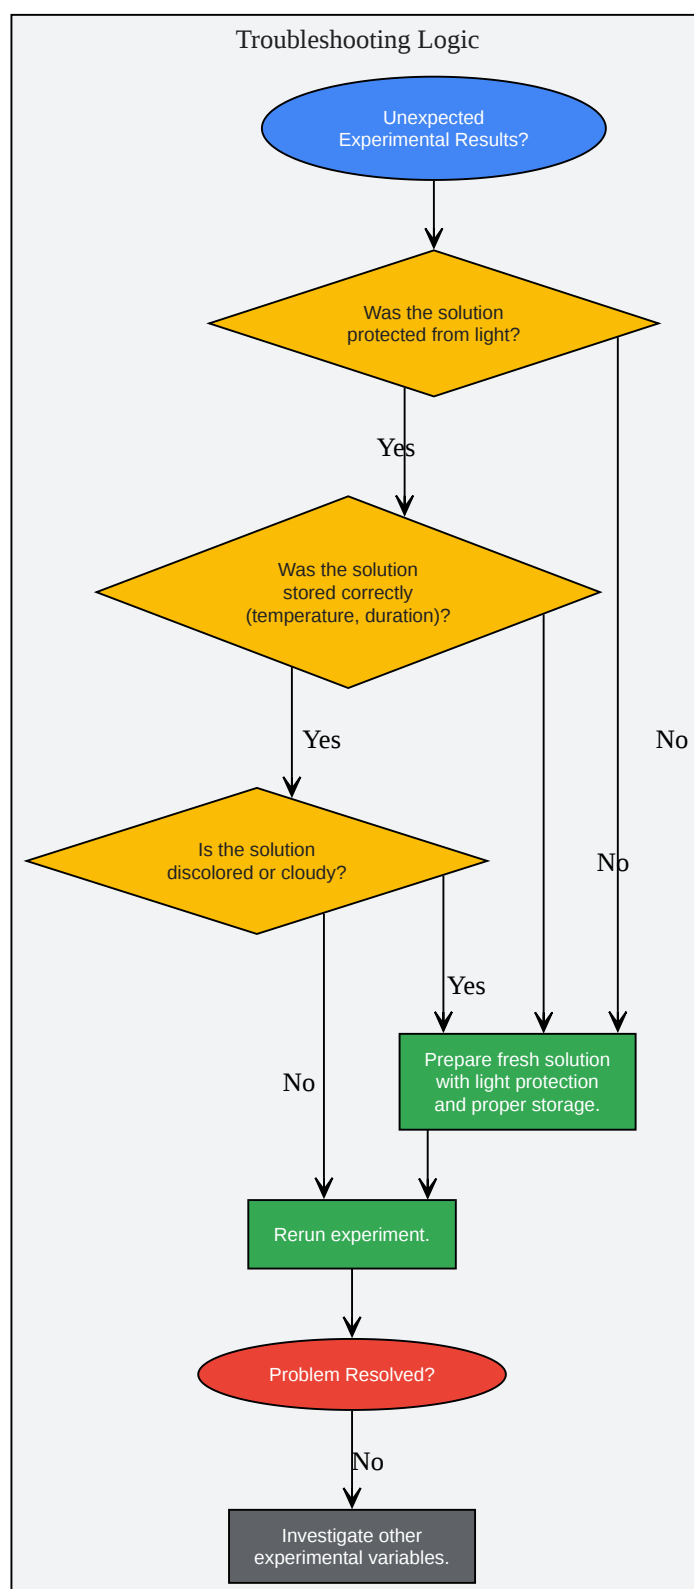 Troubleshooting Logic
Unexpected
Experimental Results?
Was the solution
protected from light?
Yes
Was the solution
stored correctly
(temperature, duration)?
Yes
No
Is the solution
discolored or cloudy?
No
Yes
No
Prepare fresh solution
with light protection
and proper storage.
Rerun experiment.
Problem Resolved?
No
Investigate other
experimental variables.